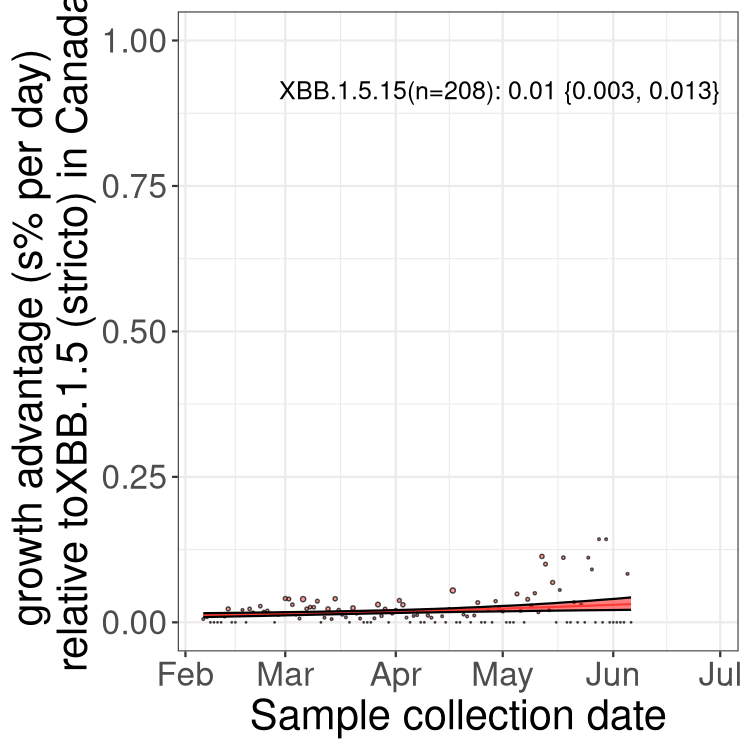 growth advantage (s% per day)
relative toXBB.1.5 (stricto) in Canada
1.00
0.75
0.50
0.25
0.00
XBB.1.5.15(n=208): 0.01 {0.003, 0.013}
Feb Mar Apr May Jun Jul
Sample collection date